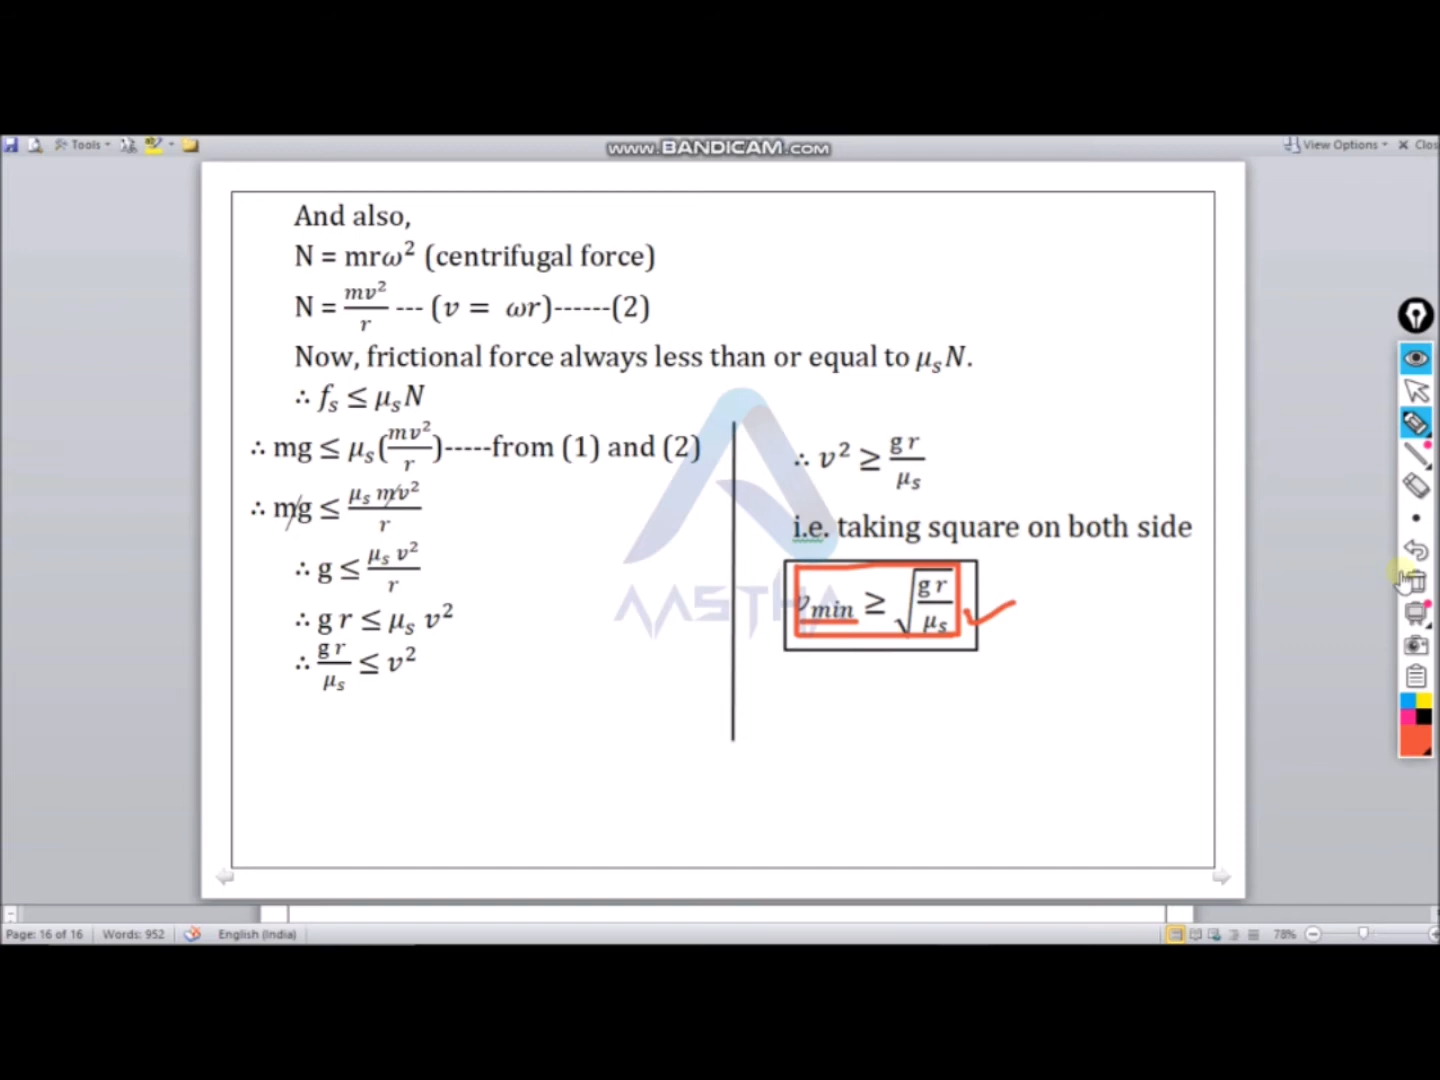 Tools
www.BANDICAM.com
View Options
Clos
And also,
N = mrω² (centrifugal force)
N = mv²/r --- (v = ωr)------(2)
Now, frictional force always less than or equal to μₛN.
∴ fₛ ≤ μₛN
∴ mg ≤ μₛ(mv²/r)-----from (1) and (2)
∴ mg ≤ μₛ mv²/r
∴ g ≤ μₛ v²/r
∴ g r ≤ μₛ v²
∴ g r/μₛ ≤ v²
∴ v² ≥ g r/μₛ
i.e. taking square on both side
vₘᵢₙ ≥ √(g r/μₛ)
AASTHA
Page: 16 of 16
Words: 952
English (India)
78%